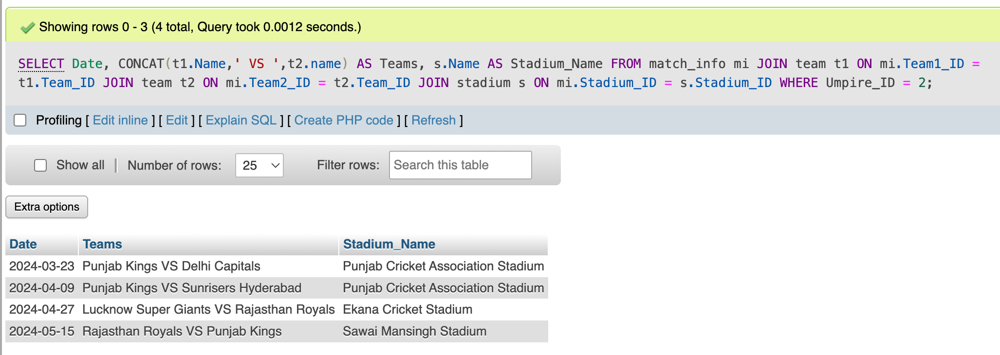 Showing rows 0 - 3 (4 total, Query took 0.0012 seconds.)
SELECT Date, CONCAT(t1.Name,' VS ',t2.name) AS Teams, s.Name AS Stadium_Name FROM match_info mi JOIN team t1 ON mi.Team1_ID =
t1.Team_ID JOIN team t2 ON mi.Team2_ID = t2.Team_ID JOIN stadium s ON mi.Stadium_ID = s.Stadium_ID WHERE Umpire_ID = 2;
Profiling [ Edit inline ] [ Edit ] [ Explain SQL ] [ Create PHP code ] [ Refresh ]
Show all | Number of rows: 25 Filter rows: Search this table
Extra options
Date Teams Stadium_Name
2024-03-23 Punjab Kings VS Delhi Capitals Punjab Cricket Association Stadium
2024-04-09 Punjab Kings VS Sunrisers Hyderabad Punjab Cricket Association Stadium
2024-04-27 Lucknow Super Giants VS Rajasthan Royals Ekana Cricket Stadium
2024-05-15 Rajasthan Royals VS Punjab Kings Sawai Mansingh Stadium